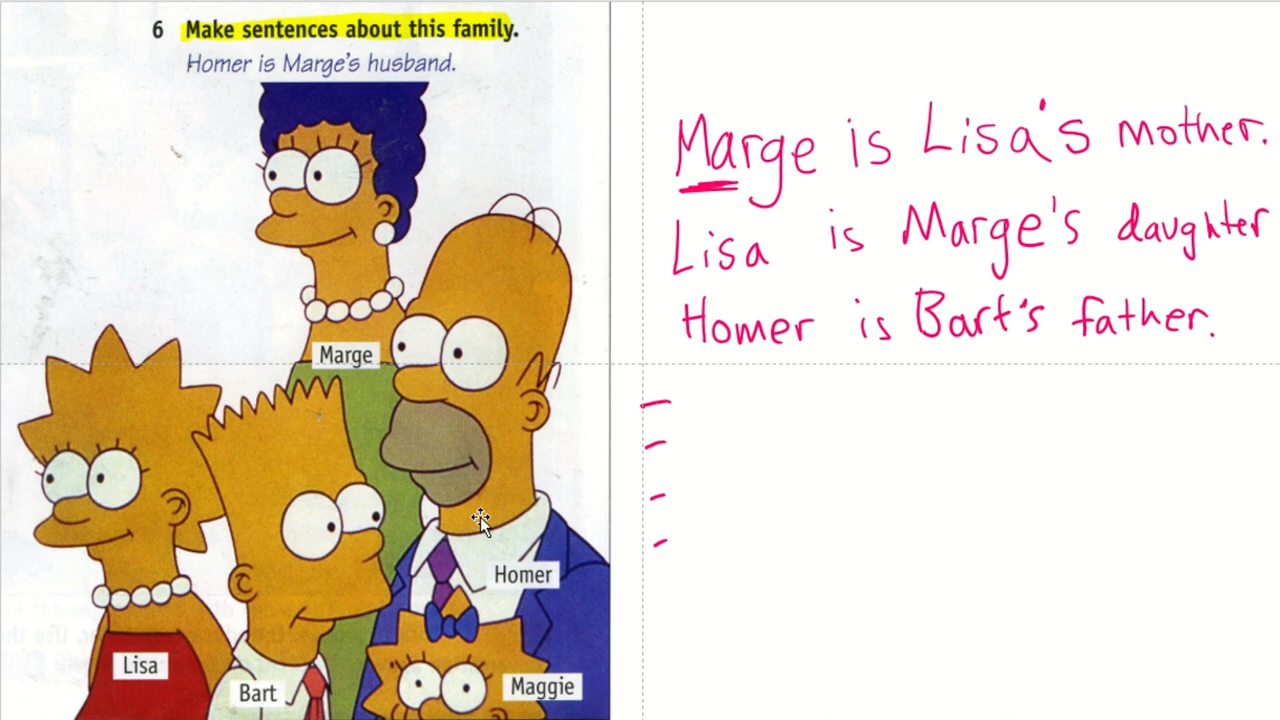 6 Make sentences about this family.
Homer is Marge's husband.
Marge
Homer
Lisa
Bart
Maggie
Marge is Lisa's mother.
Lisa is Marge's daughter
Homer is Bart's father.